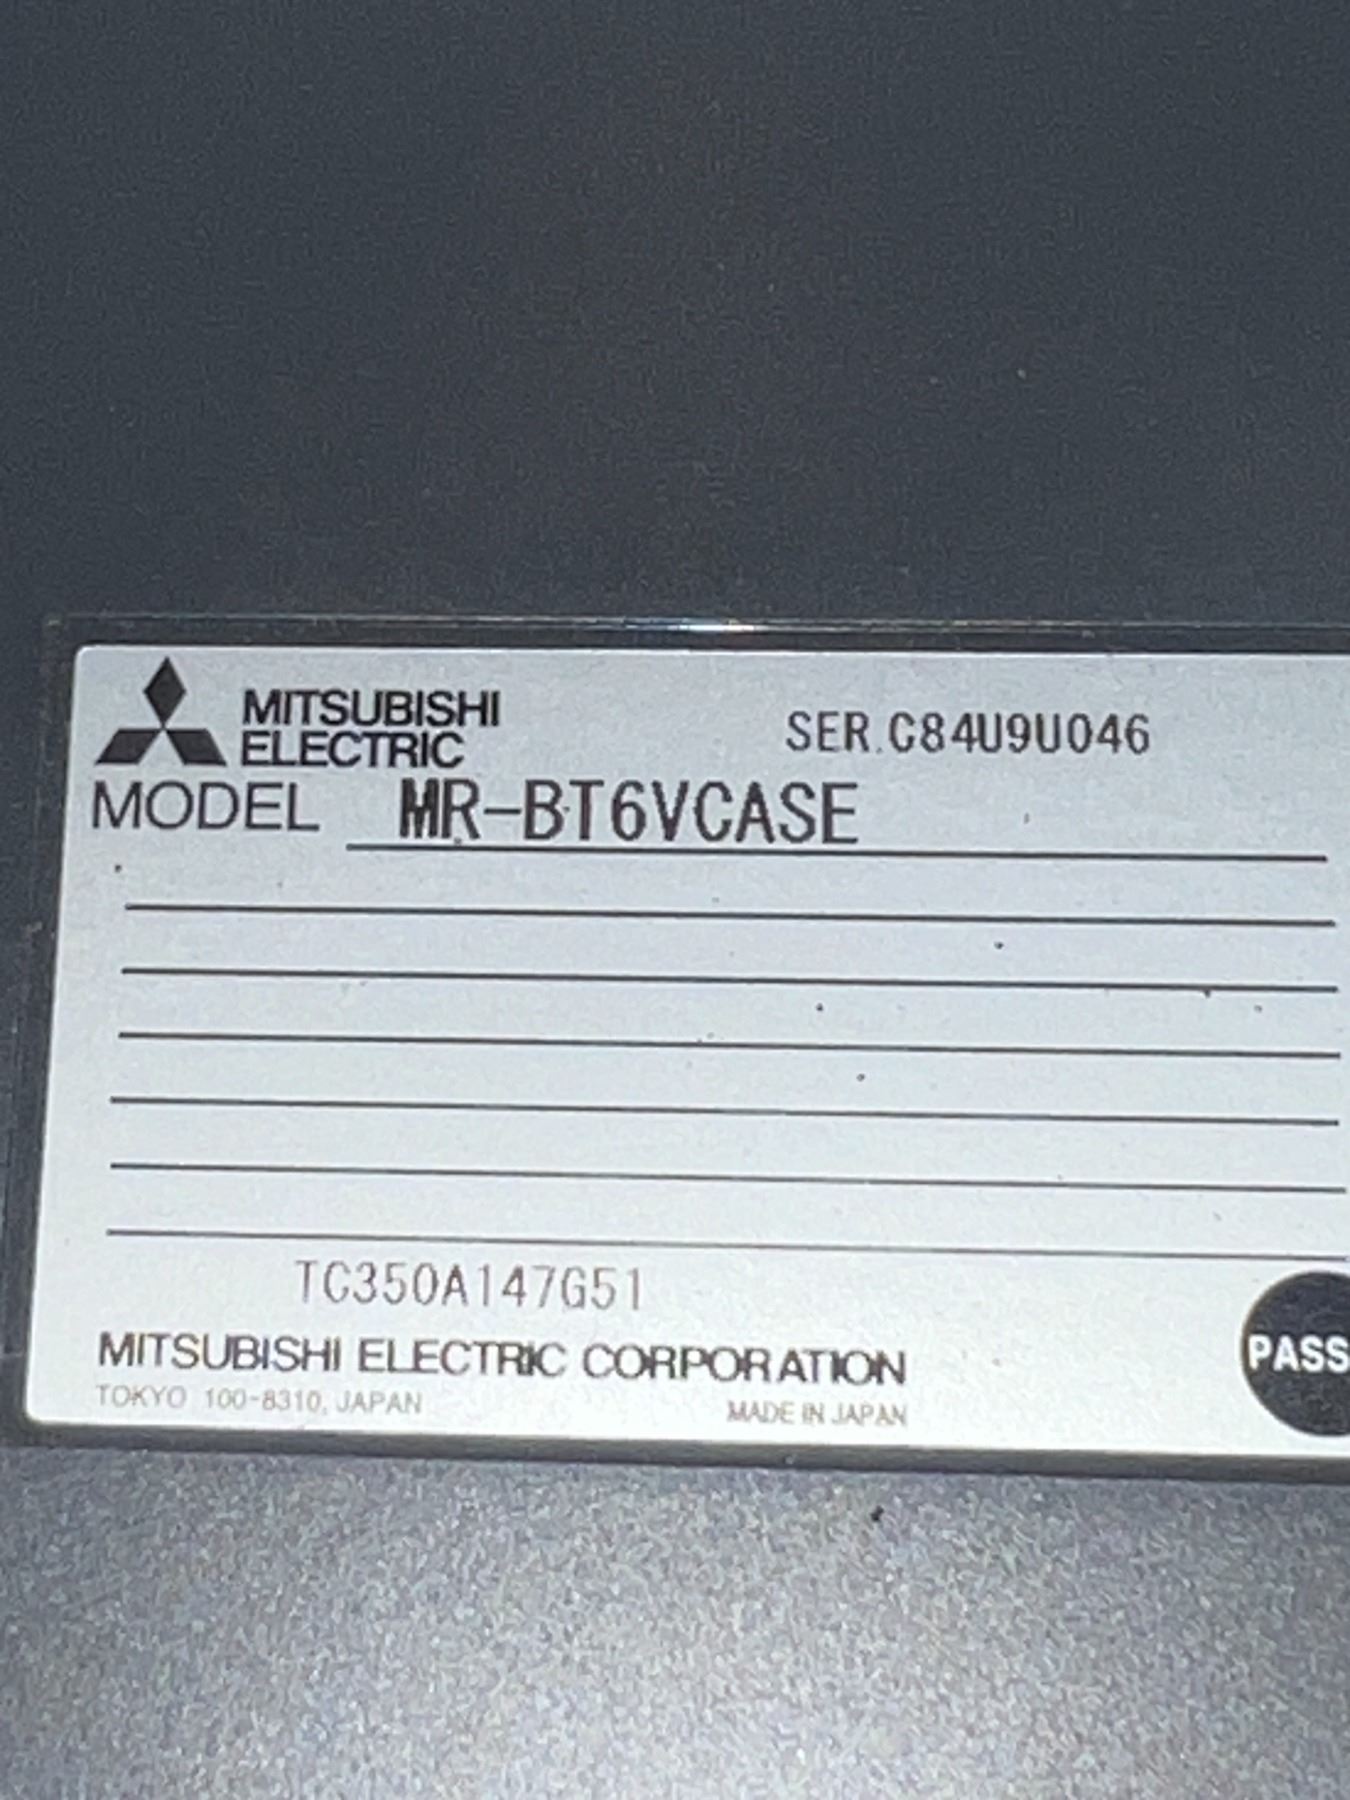 MITSUBISHI
ELECTRIC
SER.C84U9U046
MODEL MR-BT6VCASE
TC350A147G51
MITSUBISHI ELECTRIC CORPORATION
TOKYO 100-8310, JAPAN MADE IN JAPAN
PASS